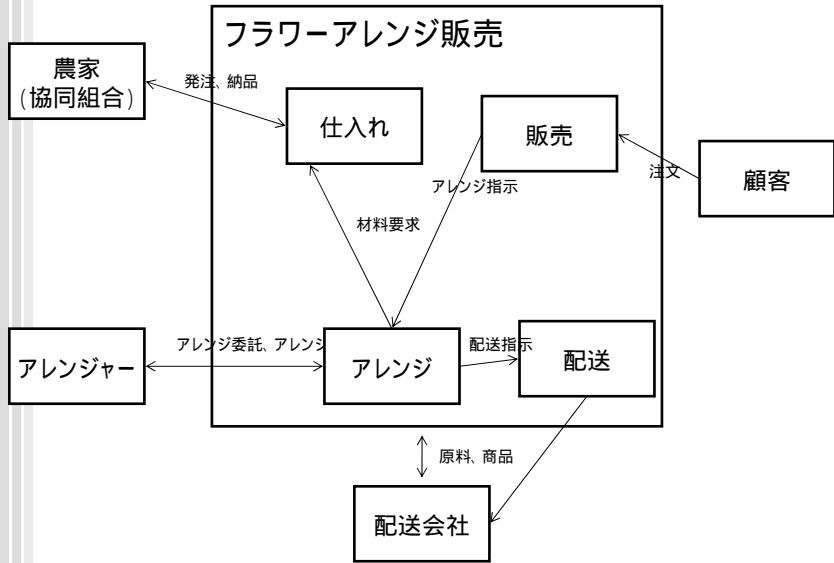 フラワーアレンジ販売
農家
(協同組合)
発注、納品
仕入れ
販売
注文
顧客
アレンジ指示
材料要求
アレンジャー
アレンジ委託、アレンジ
アレンジ
配送指示
配送
原料、商品
配送会社